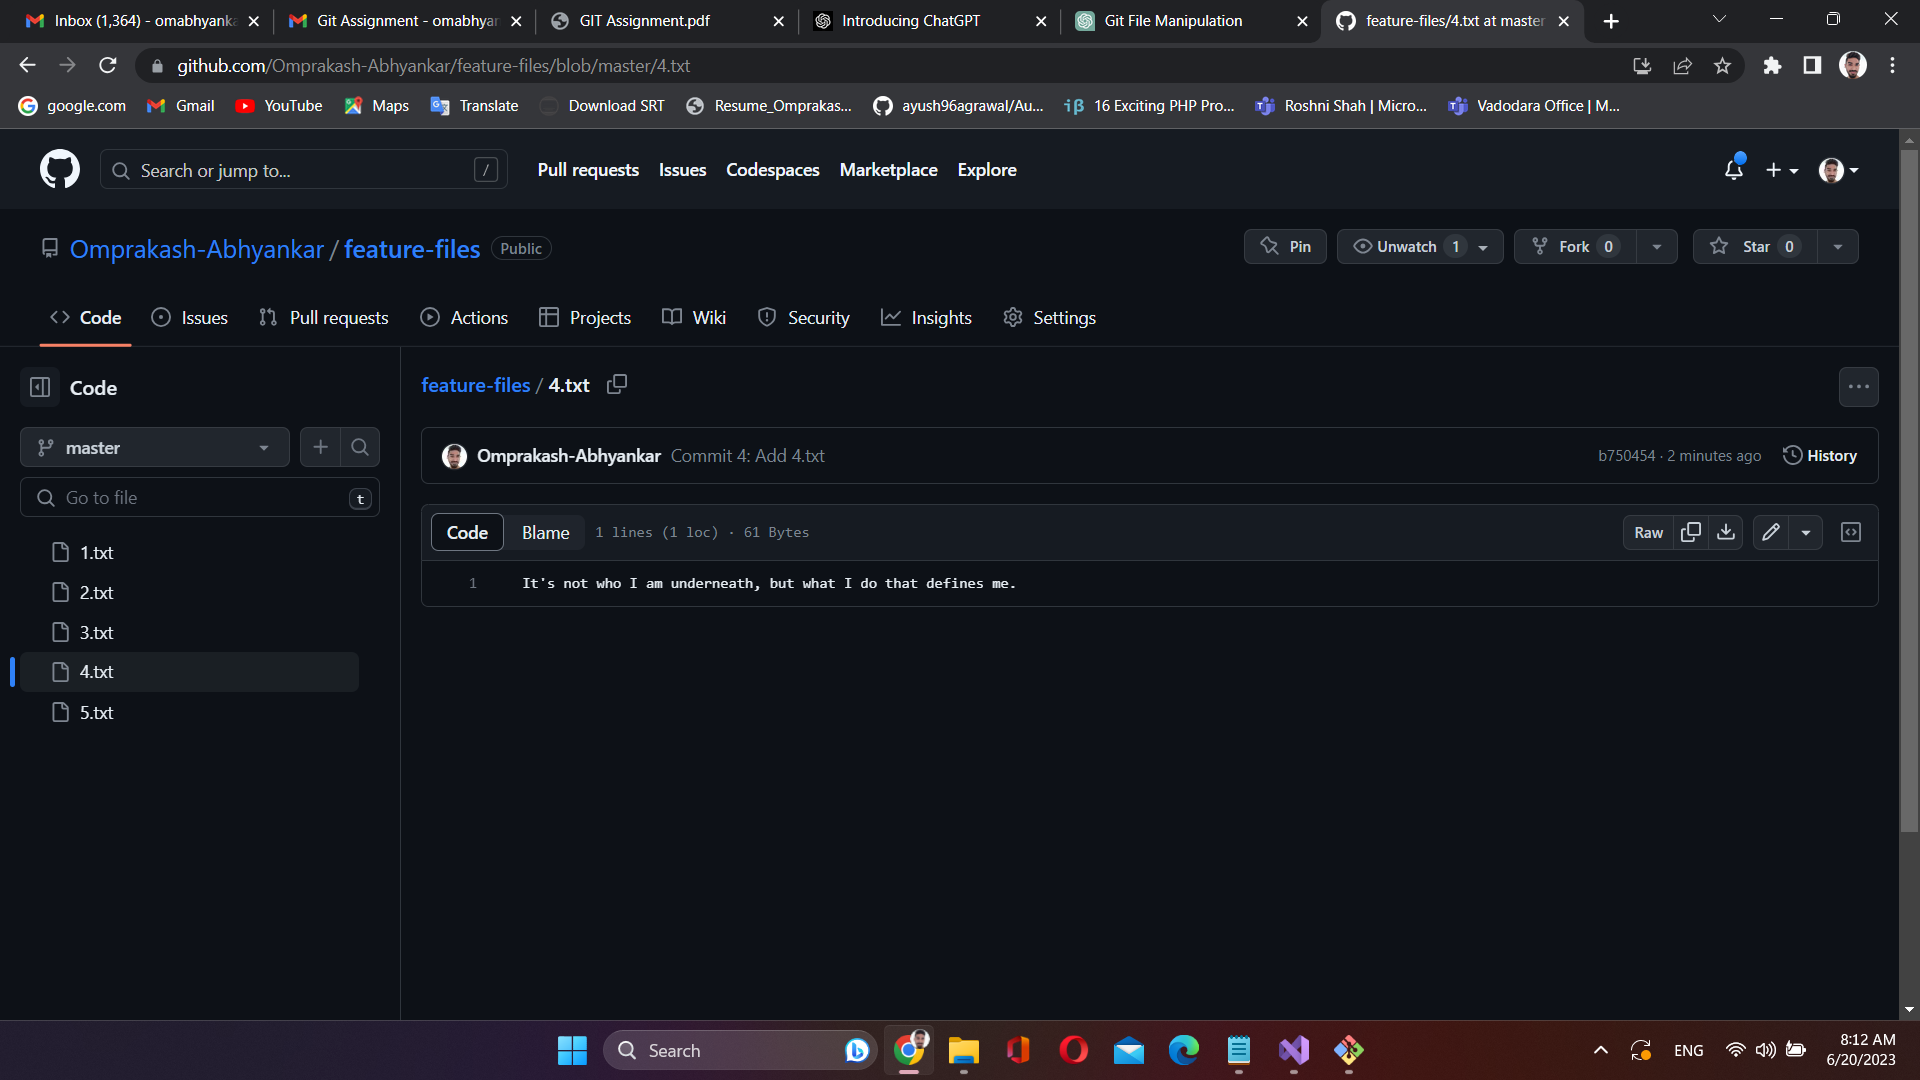 Inbox (1,364) - omabhyanka
Git Assignment - omabhyan
GIT Assignment.pdf
Introducing ChatGPT
Git File Manipulation
feature-files/4.txt at master
github.com/Omprakash-Abhyankar/feature-files/blob/master/4.txt
google.com
Gmail
YouTube
Maps
Translate
Download SRT
Resume_Omprakas...
ayush96agrawal/Au...
16 Exciting PHP Pro...
Roshni Shah | Micro...
Vadodara Office | M...
Search or jump to...
/
Pull requests
Issues
Codespaces
Marketplace
Explore
Omprakash-Abhyankar / feature-files
Public
Pin
Unwatch 1
Fork 0
Star 0
Code
Issues
Pull requests
Actions
Projects
Wiki
Security
Insights
Settings
Code
master
Go to file
t
1.txt
2.txt
3.txt
4.txt
5.txt
feature-files / 4.txt
Omprakash-Abhyankar Commit 4: Add 4.txt
b750454 · 2 minutes ago
History
Code
Blame
1 lines (1 loc) · 61 Bytes
Raw
1 It's not who I am underneath, but what I do that defines me.
Search
ENG
8:12 AM
6/20/2023